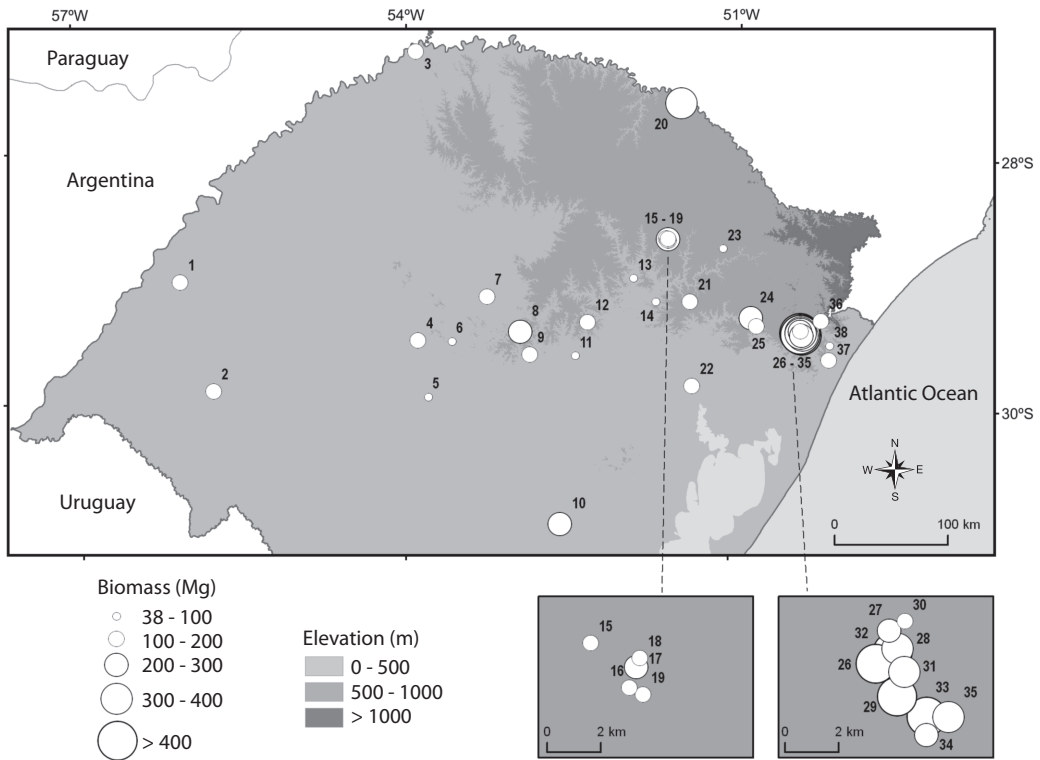 57ºW 54ºW 51ºW
Paraguay
3
20
28ºS
Argentina
15 - 19
23
1
13
7
21
36
24
12
8
14
38
4
6
9
25
37
11
26 - 35
5
22
2
Atlantic Ocean
30ºS
N
W E
S
Uruguay
10
0 100 km
Biomass (Mg)
38 - 100
100 - 200
200 - 300
300 - 400
> 400
Elevation (m)
0 - 500
500 - 1000
> 1000
15
18
17
16
19
0 2 km
27
30
32
28
26
31
29
33
35
34
0 2 km